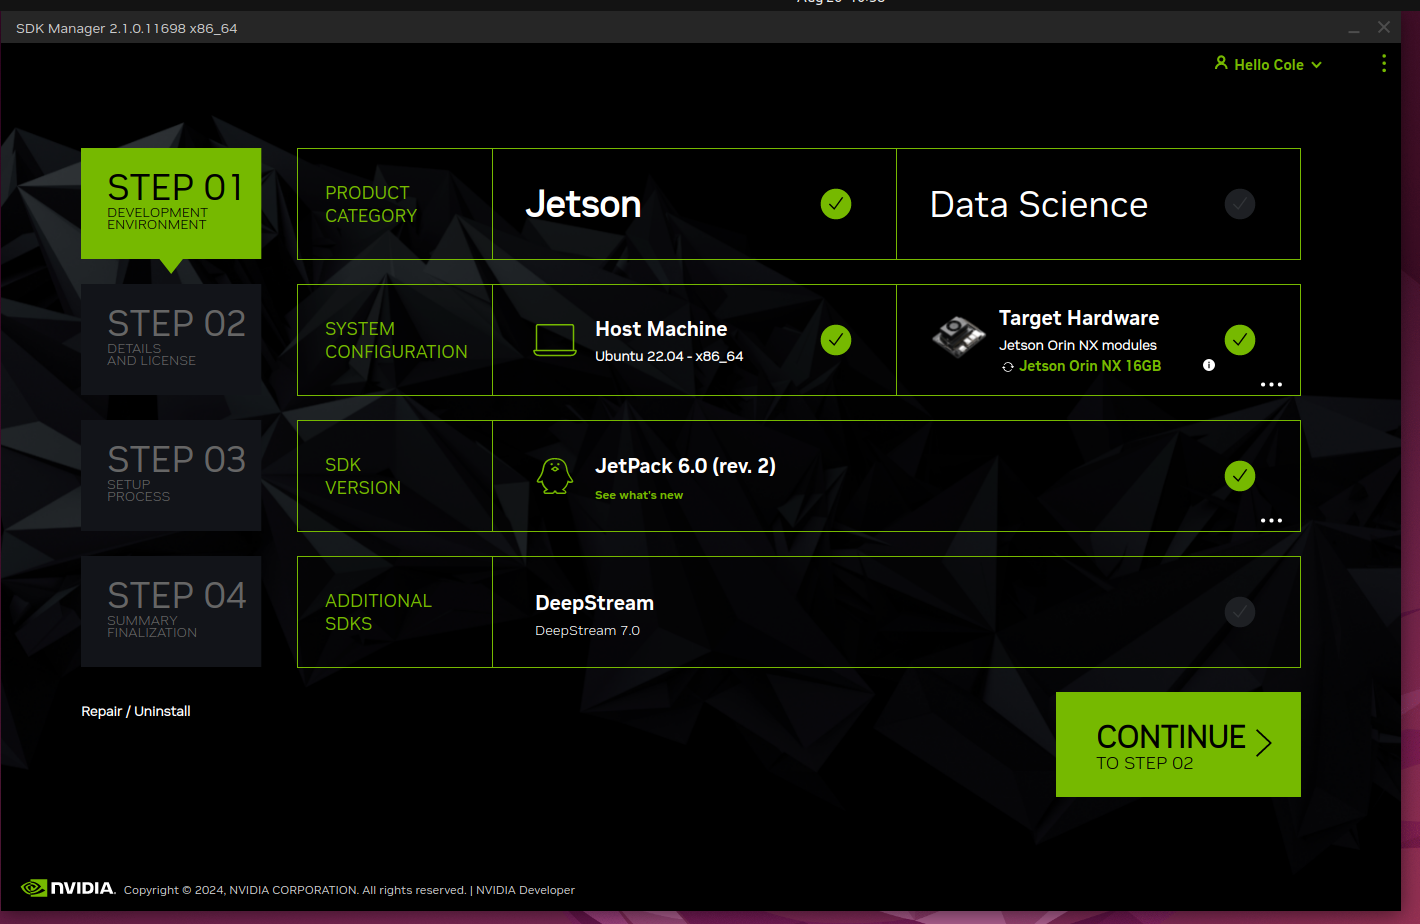 SDK Manager 2.1.0.11698 x86_64
Hello Cole
STEP 01
DEVELOPMENT
ENVIRONMENT
PRODUCT
CATEGORY
Jetson
Data Science
STEP 02
DETAILS
AND LICENSE
SYSTEM
CONFIGURATION
Host Machine
Ubuntu 22.04 - x86_64
Target Hardware
Jetson Orin NX modules
Jetson Orin NX 16GB
STEP 03
SETUP
PROCESS
SDK
VERSION
JetPack 6.0 (rev. 2)
See what's new
STEP 04
SUMMARY
FINALIZATION
ADDITIONAL
SDKS
DeepStream
DeepStream 7.0
Repair / Uninstall
CONTINUE
TO STEP 02
NVIDIA. Copyright © 2024, NVIDIA CORPORATION. All rights reserved. | NVIDIA Developer